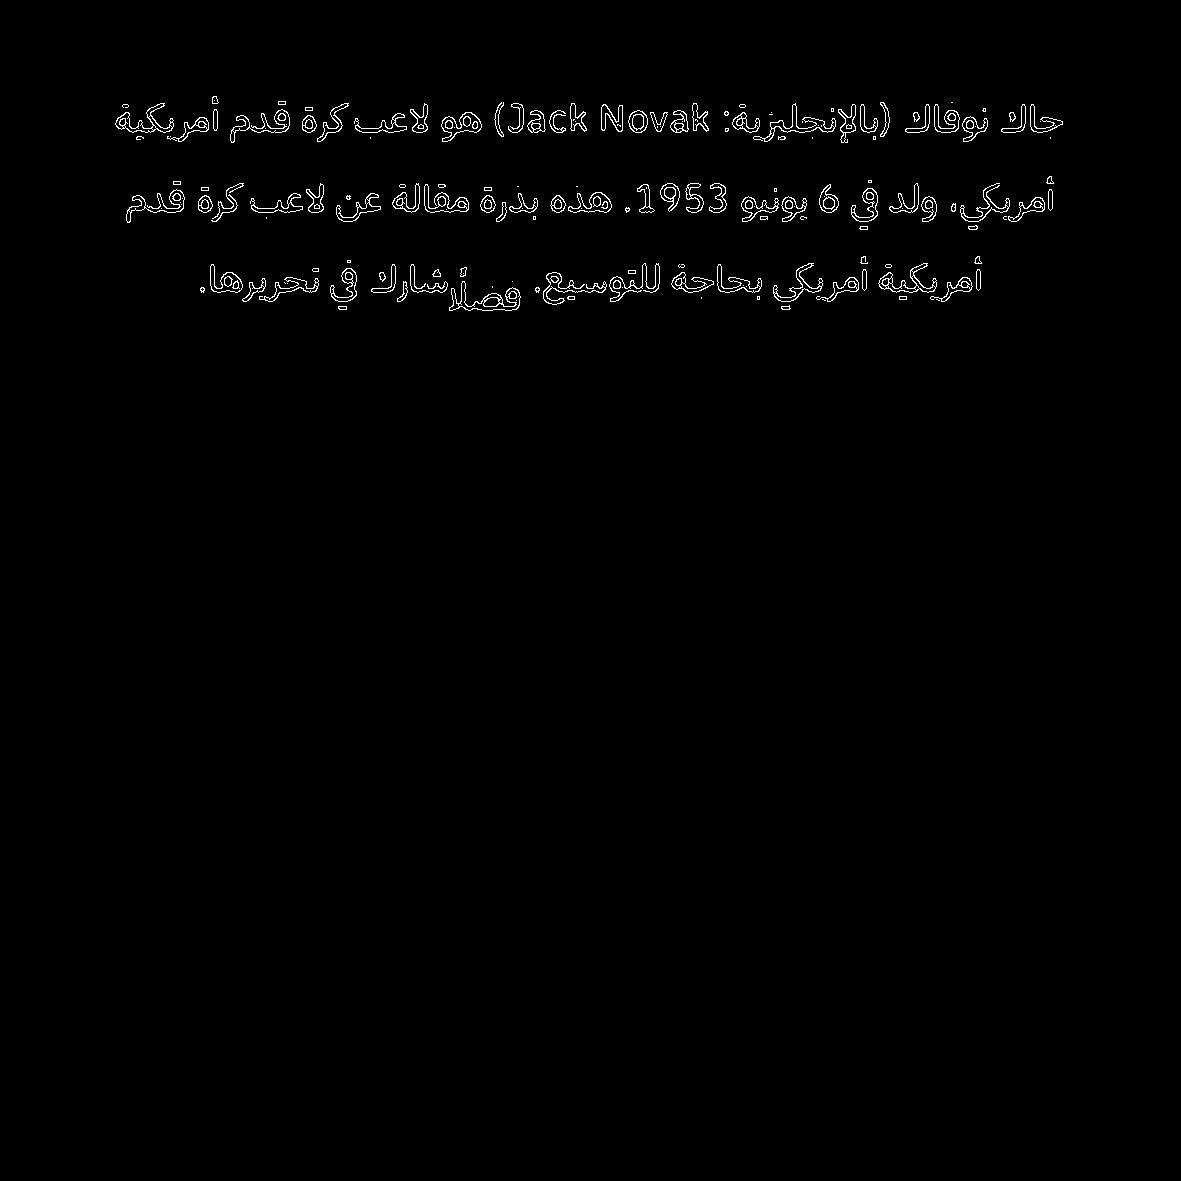 جاك نوفاك (بالإنجليزية: Jack Novak) هو لاعب كرة قدم أمريكية
أمريكي، ولد في 6 يونيو 1953. هذه بذرة مقالة عن لاعب كرة قدم
أمريكية أمريكي بحاجة للتوسيع. فضلًا شارك في تحريرها.